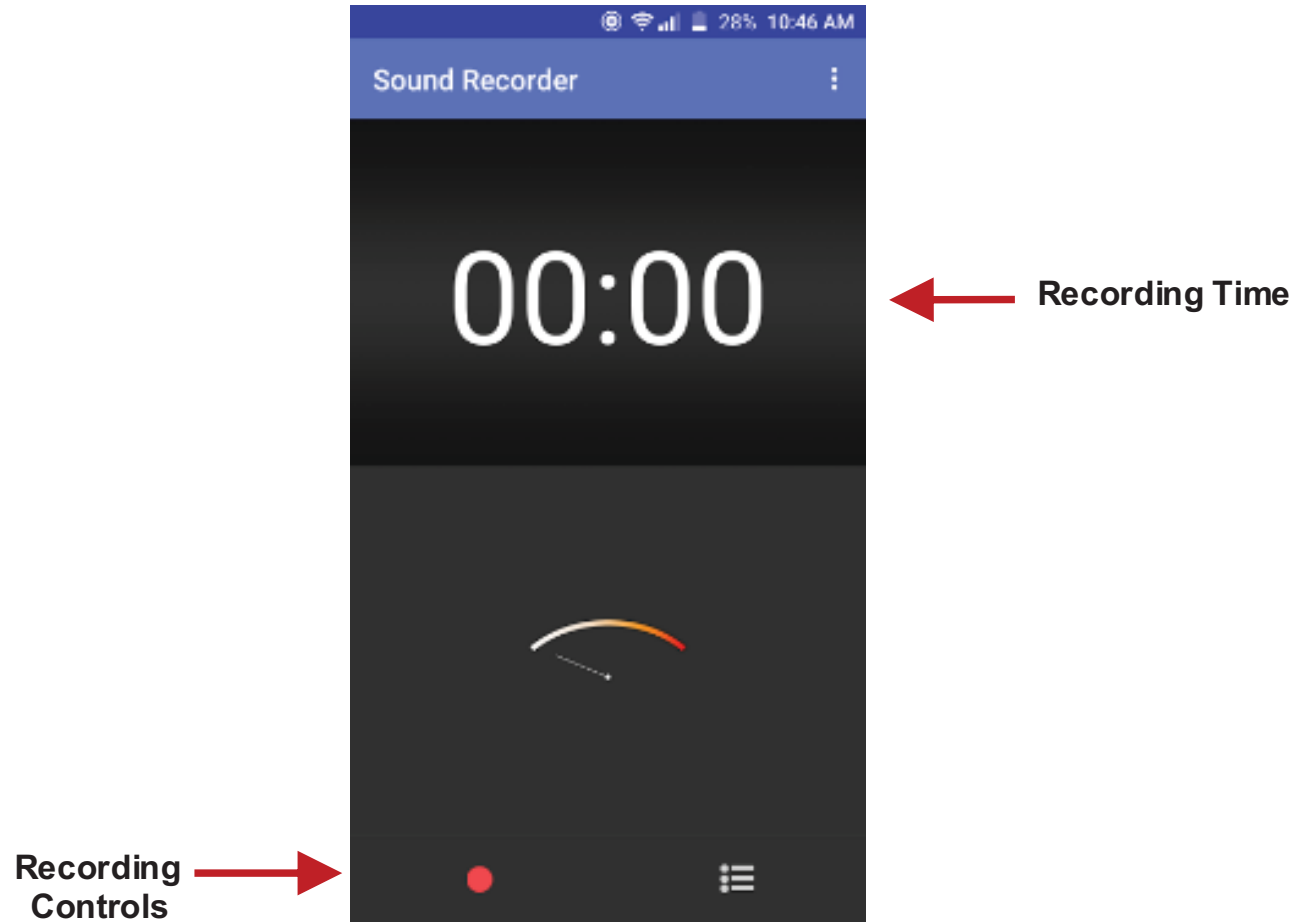 28% 10:46 AM
Sound Recorder
00:00
Recording Time
Recording
Controls